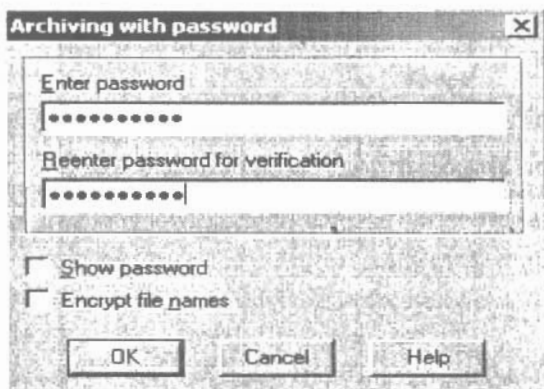 Archiving with password
Enter password
••••••••••
Reenter password for verification
••••••••••
Show password
Encrypt file names
OK Cancel Help